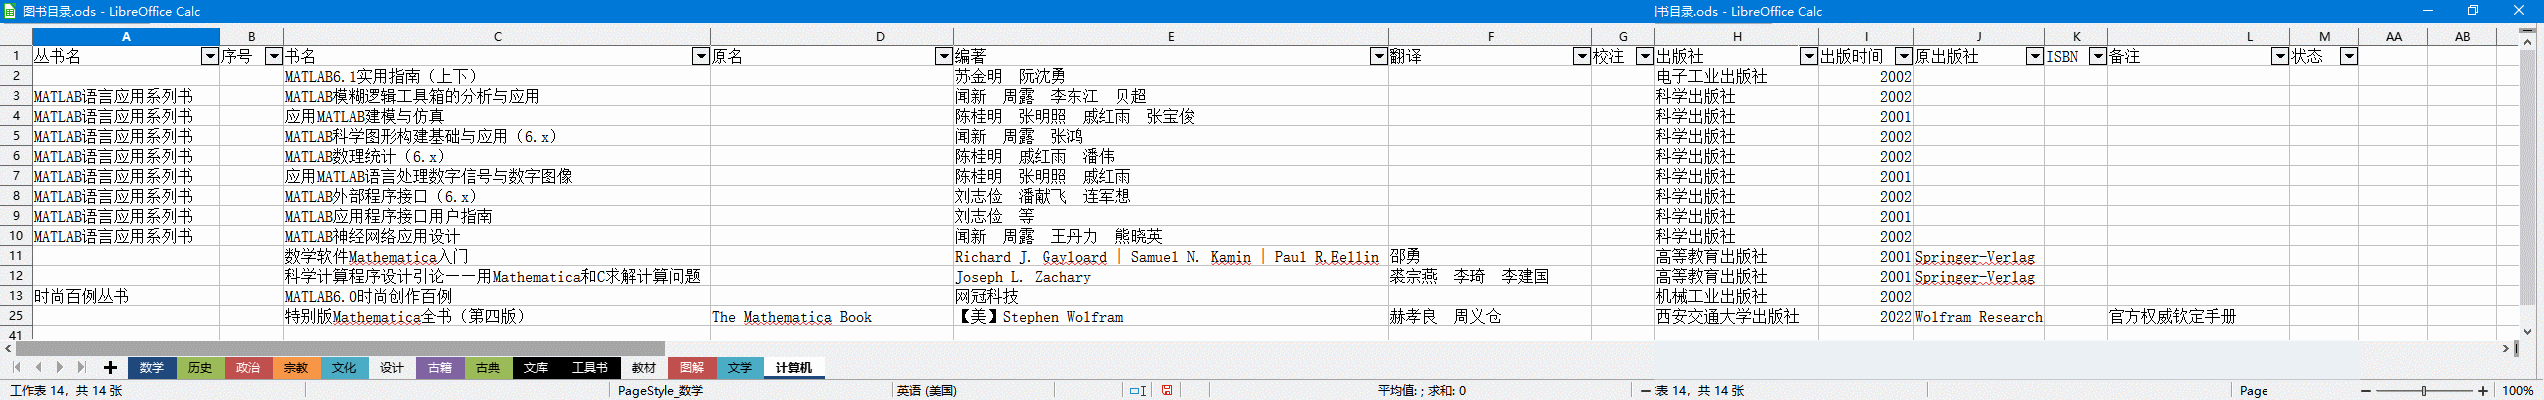 图书目录.ods - LibreOffice Calc 书目录.ods - LibreOffice Calc
A B C D E F G H I J K L M AA AB
1 丛书名 序号 书名 原名 编著 翻译 校注 出版社 出版时间 原出版社 ISBN 备注 状态
2 MATLAB6.1实用指南（上下） 苏金明 阮沈勇 电子工业出版社 2002
3 MATLAB语言应用系列书 MATLAB模糊逻辑工具箱的分析与应用 闻新 周露 李东江 贝超 科学出版社 2002
4 MATLAB语言应用系列书 应用MATLAB建模与仿真 陈桂明 张明照 戚红雨 张宝俊 科学出版社 2001
5 MATLAB语言应用系列书 MATLAB科学图形构建基础与应用（6.x） 闻新 周露 张鸿 科学出版社 2002
6 MATLAB语言应用系列书 MATLAB数理统计（6.x） 陈桂明 戚红雨 潘伟 科学出版社 2002
7 MATLAB语言应用系列书 应用MATLAB语言处理数字信号与数字图像 陈桂明 张明照 戚红雨 科学出版社 2001
8 MATLAB语言应用系列书 MATLAB外部程序接口（6.x） 刘志俭 潘献飞 连军想 科学出版社 2002
9 MATLAB语言应用系列书 MATLAB应用程序接口用户指南 刘志俭 等 科学出版社 2001
10 MATLAB语言应用系列书 MATLAB神经网络应用设计 闻新 周露 王丹力 熊晓英 科学出版社 2002
11 数学软件Mathematica入门 Richard J. Gayloard | Samuel N. Kamin | Paul R.Bellin 邵勇 高等教育出版社 2001 Springer-Verlag
12 科学计算程序设计引论——用Mathematica和C求解计算问题 Joseph L. Zachary 裘宗燕 李琦 李建国 高等教育出版社 2001 Springer-Verlag
13 时尚百例丛书 MATLAB6.0时尚创作百例 网冠科技 机械工业出版社 2002
25 特别版Mathematica全书（第四版） The Mathematica Book 【美】Stephen Wolfram 赫孝良 周义仓 西安交通大学出版社 2022 Wolfram Research 官方权威钦定手册
41
数学 历史 政治 宗教 文化 设计 古籍 古典 文库 工具书 教材 图解 文学 计算机
工作表 14，共 14 张 PageStyle_数学 英语 (美国) 平均值: ; 求和: 0 表 14，共 14 张 Page 100%